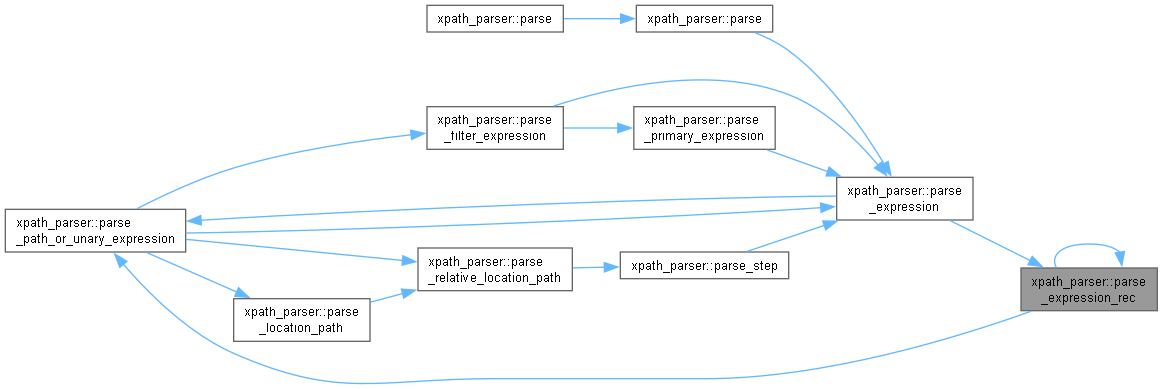 xpath_parser::parse
xpath_parser::parse
xpath_parser::parse
_filter_expression
xpath_parser::parse
_primary_expression
xpath_parser::parse
_expression
xpath_parser::parse
_path_or_unary_expression
xpath_parser::parse
_relative_location_path
xpath_parser::parse_step
xpath_parser::parse
_expression_rec
xpath_parser::parse
_location_path